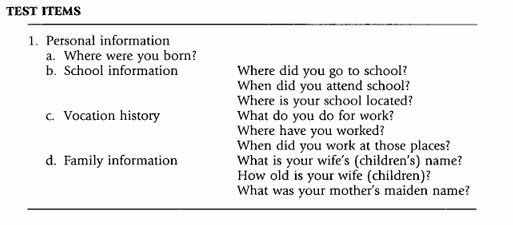 TEST ITEMS
1. Personal information
a. Where were you born?
b. School information Where did you go to school?
When did you attend school?
Where is your school located?
c. Vocation history What do you do for work?
Where have you worked?
When did you work at those places?
d. Family information What is your wife's (children's) name?
How old is your wife (children)?
What was your mother's maiden name?